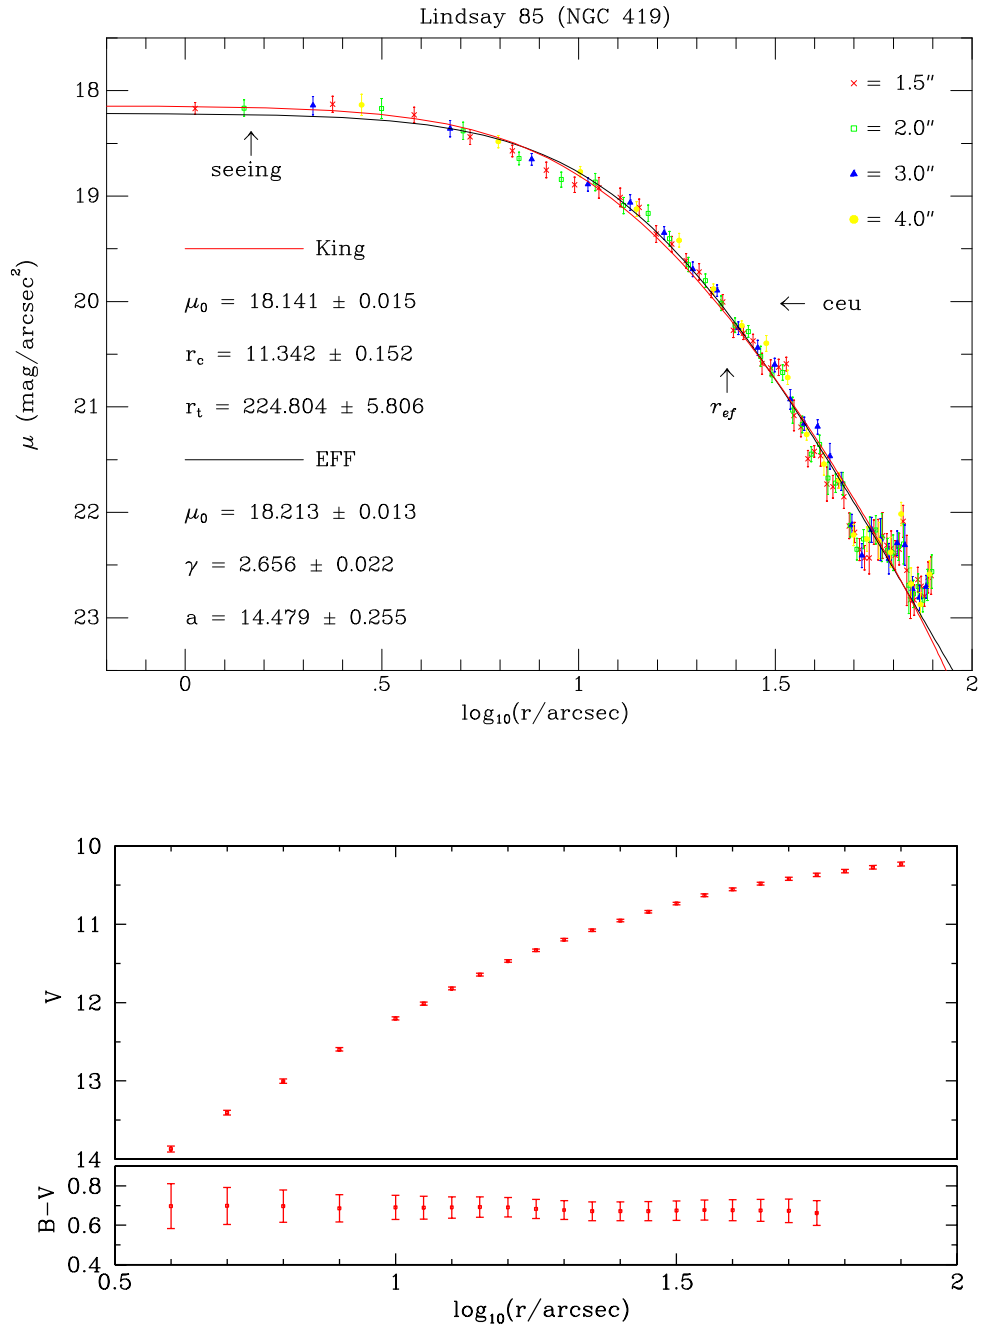 Lindsay 85 (NGC 419)
18
× = 1.5″
□ = 2.0″
▲ = 3.0″
● = 4.0″
seeing
19
King
μ₀ = 18.141 ± 0.015
20
ceu
r_c = 11.342 ± 0.152
r_t = 224.804 ± 5.806
r_ef
21
μ (mag/arcsec²)
EFF
μ₀ = 18.213 ± 0.013
22
γ = 2.656 ± 0.022
a = 14.479 ± 0.255
23
0 .5 1 1.5 2
log₁₀(r/arcsec)
10
11
V
12
13
14
0.8
B−V
0.6
0.4
0.5 1 1.5 2
log₁₀(r/arcsec)